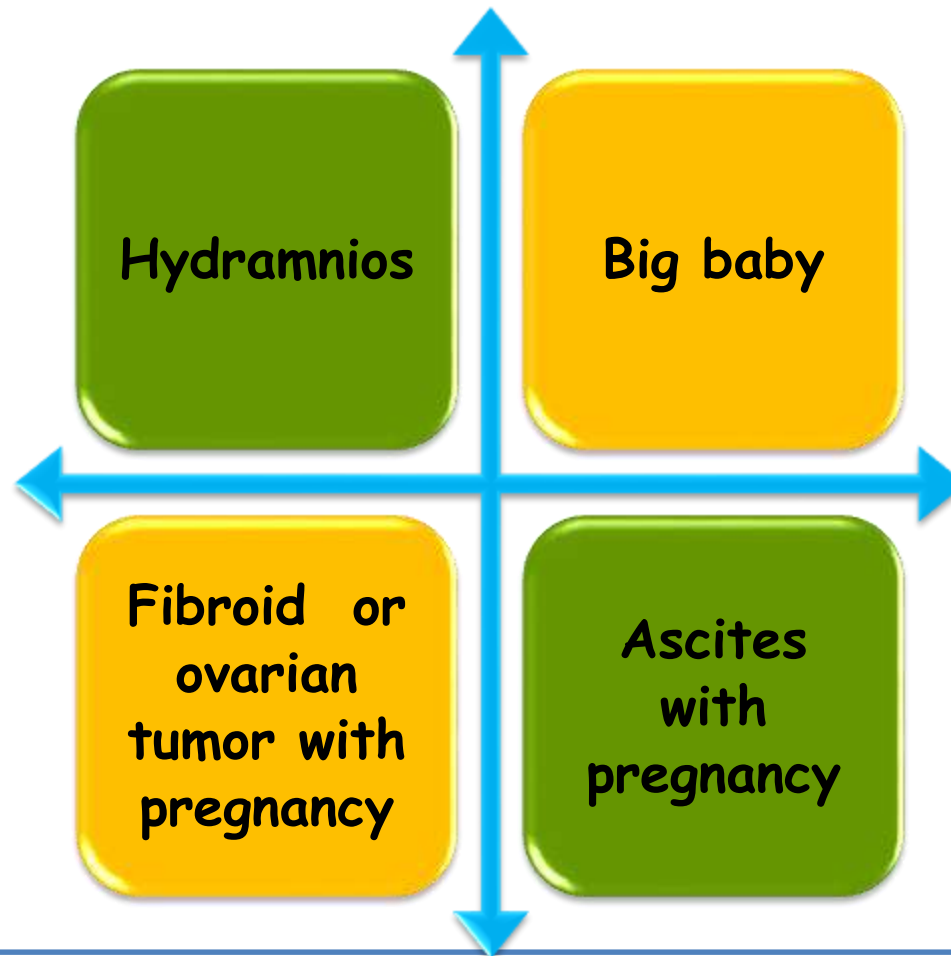 Hydramnios
Big baby
Fibroid or
ovarian
tumor with
pregnancy
Ascites
with
pregnancy